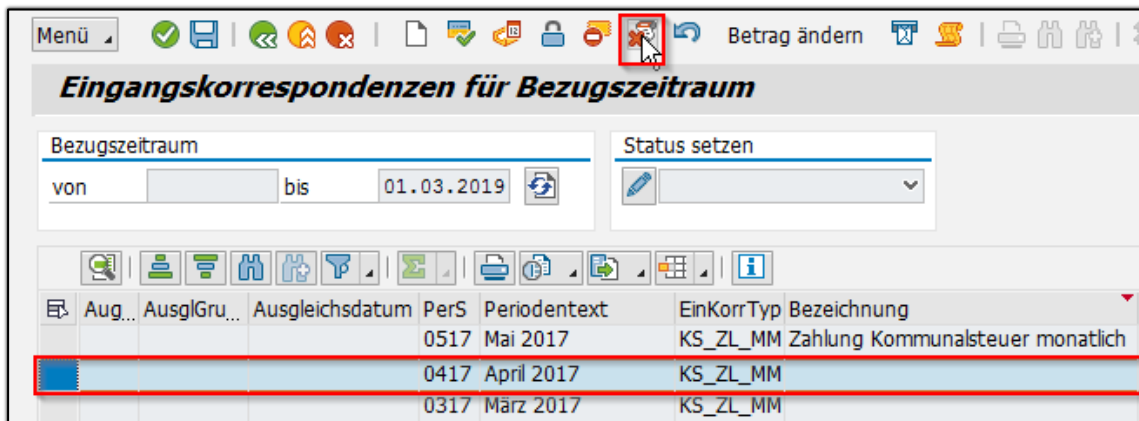 Menü Betrag ändern
Eingangskorrespondenzen für Bezugszeitraum
Bezugszeitraum Status setzen
von bis 01.03.2019
Aug... AusglGru... Ausgleichsdatum PerS Periodentext EinKorrTyp Bezeichnung
0517 Mai 2017 KS_ZL_MM Zahlung Kommunalsteuer monatlich
0417 April 2017 KS_ZL_MM
0317 März 2017 KS_ZL_MM